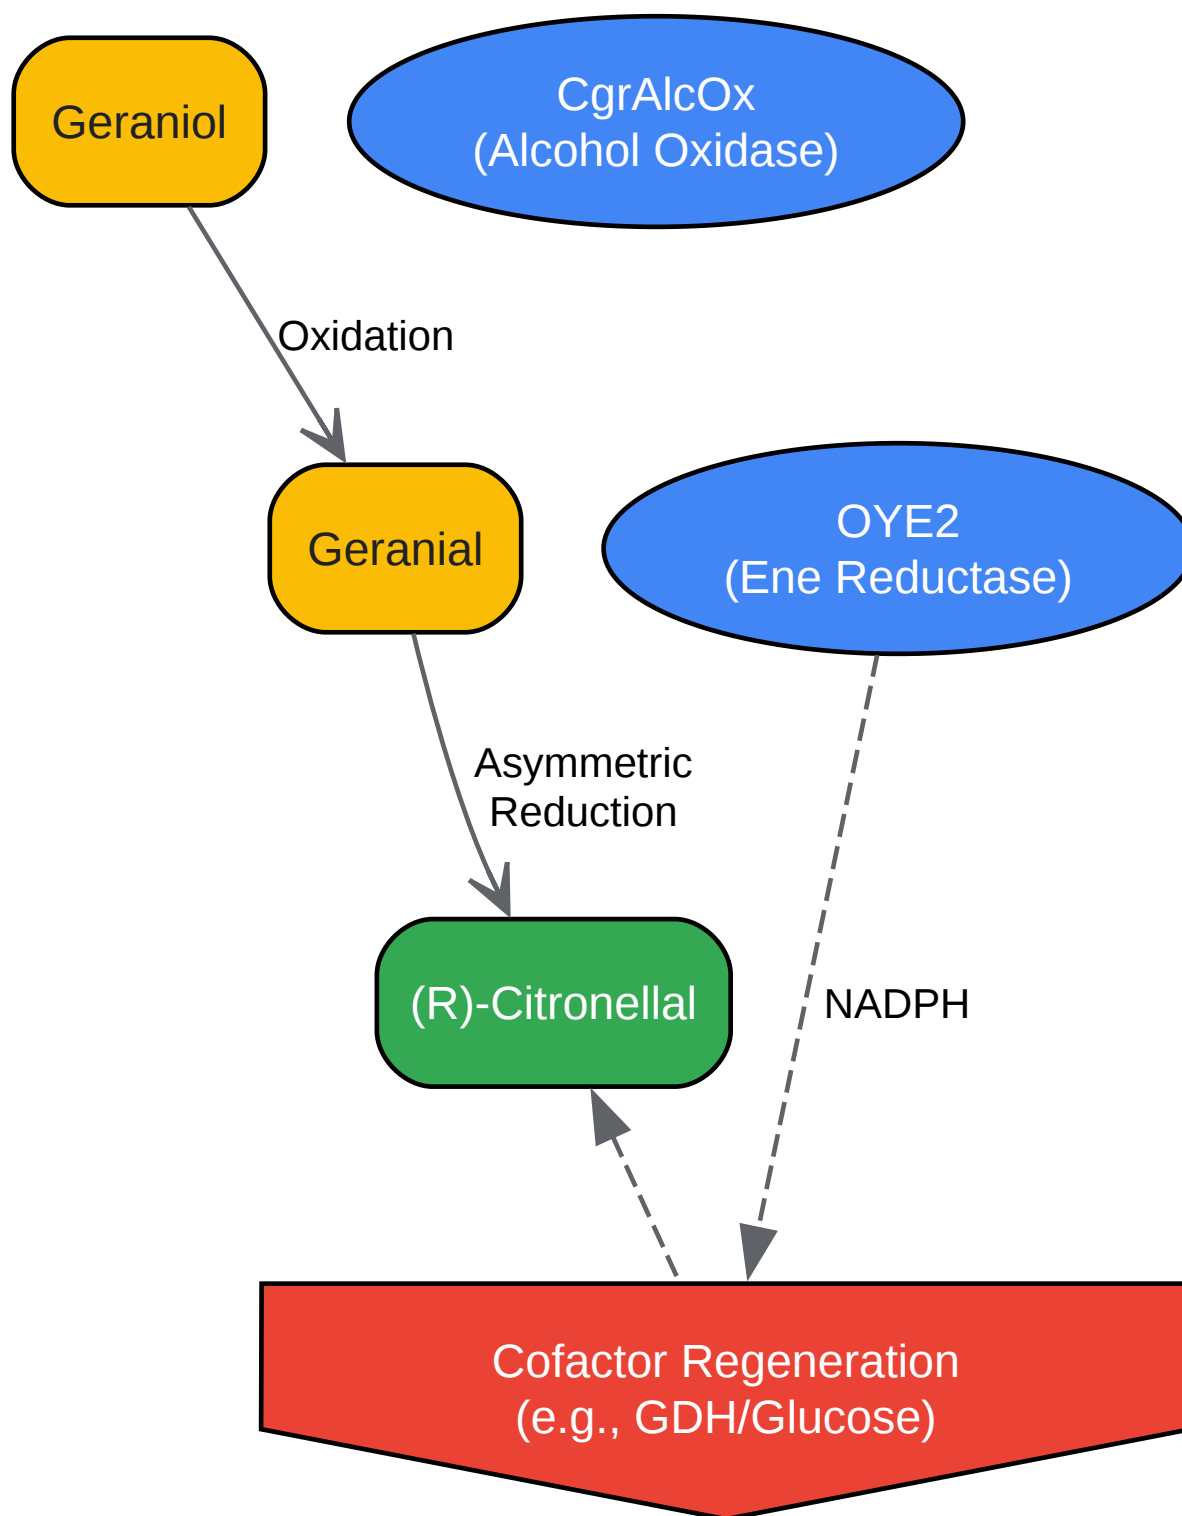 Geraniol
CgrAlcOx
(Alcohol Oxidase)
Oxidation
Geranial
OYE2
(Ene Reductase)
Asymmetric
Reduction
(R)-Citronellal
NADPH
Cofactor Regeneration
(e.g., GDH/Glucose)